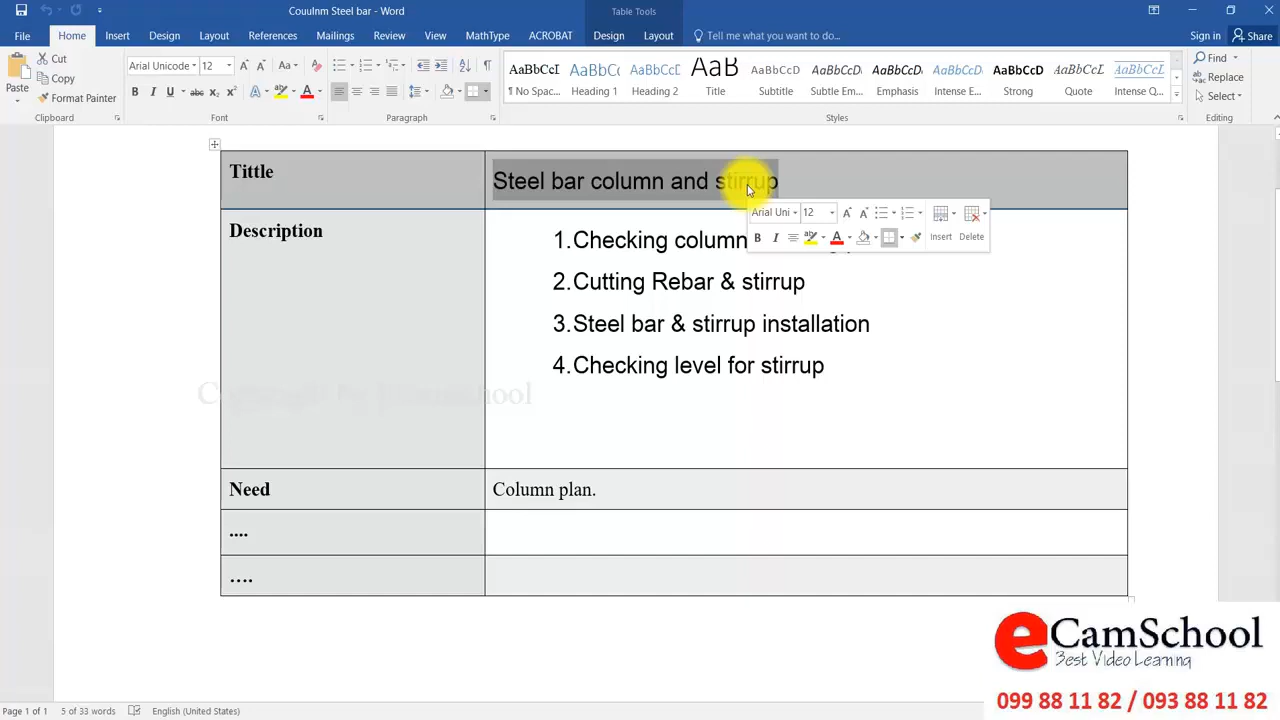 Couulnm Steel bar - Word
Table Tools
File Home Insert Design Layout References Mailings Review View MathType ACROBAT Design Layout Tell me what you want to do... Sign in Share
Paste Cut Copy Format Painter
Clipboard
Arial Unicode 12
Font
Paragraph
AaBbCcI AaBbC( AaBbCcI AaB AaBbCcD AaBbCcD( AaBbCcDt AaBbCcDt AaBbCcI AaBbCcDt AaBbCcDt
¶ No Spac... Heading 1 Heading 2 Title Subtitle Subtle Em... Emphasis Intense E... Strong Quote Intense Q...
Styles
Find
Replace
Select
Editing
Tittle Steel bar column and stirrup
Arial Uni 12
Insert Delete
Description
1.Checking column
2.Cutting Rebar & stirrup
3.Steel bar & stirrup installation
4.Checking level for stirrup
Need Column plan.
....
....
eCamSchool
Best Video Learning
099 88 11 82 / 093 88 11 82
Page 1 of 1 5 of 33 words English (United States)